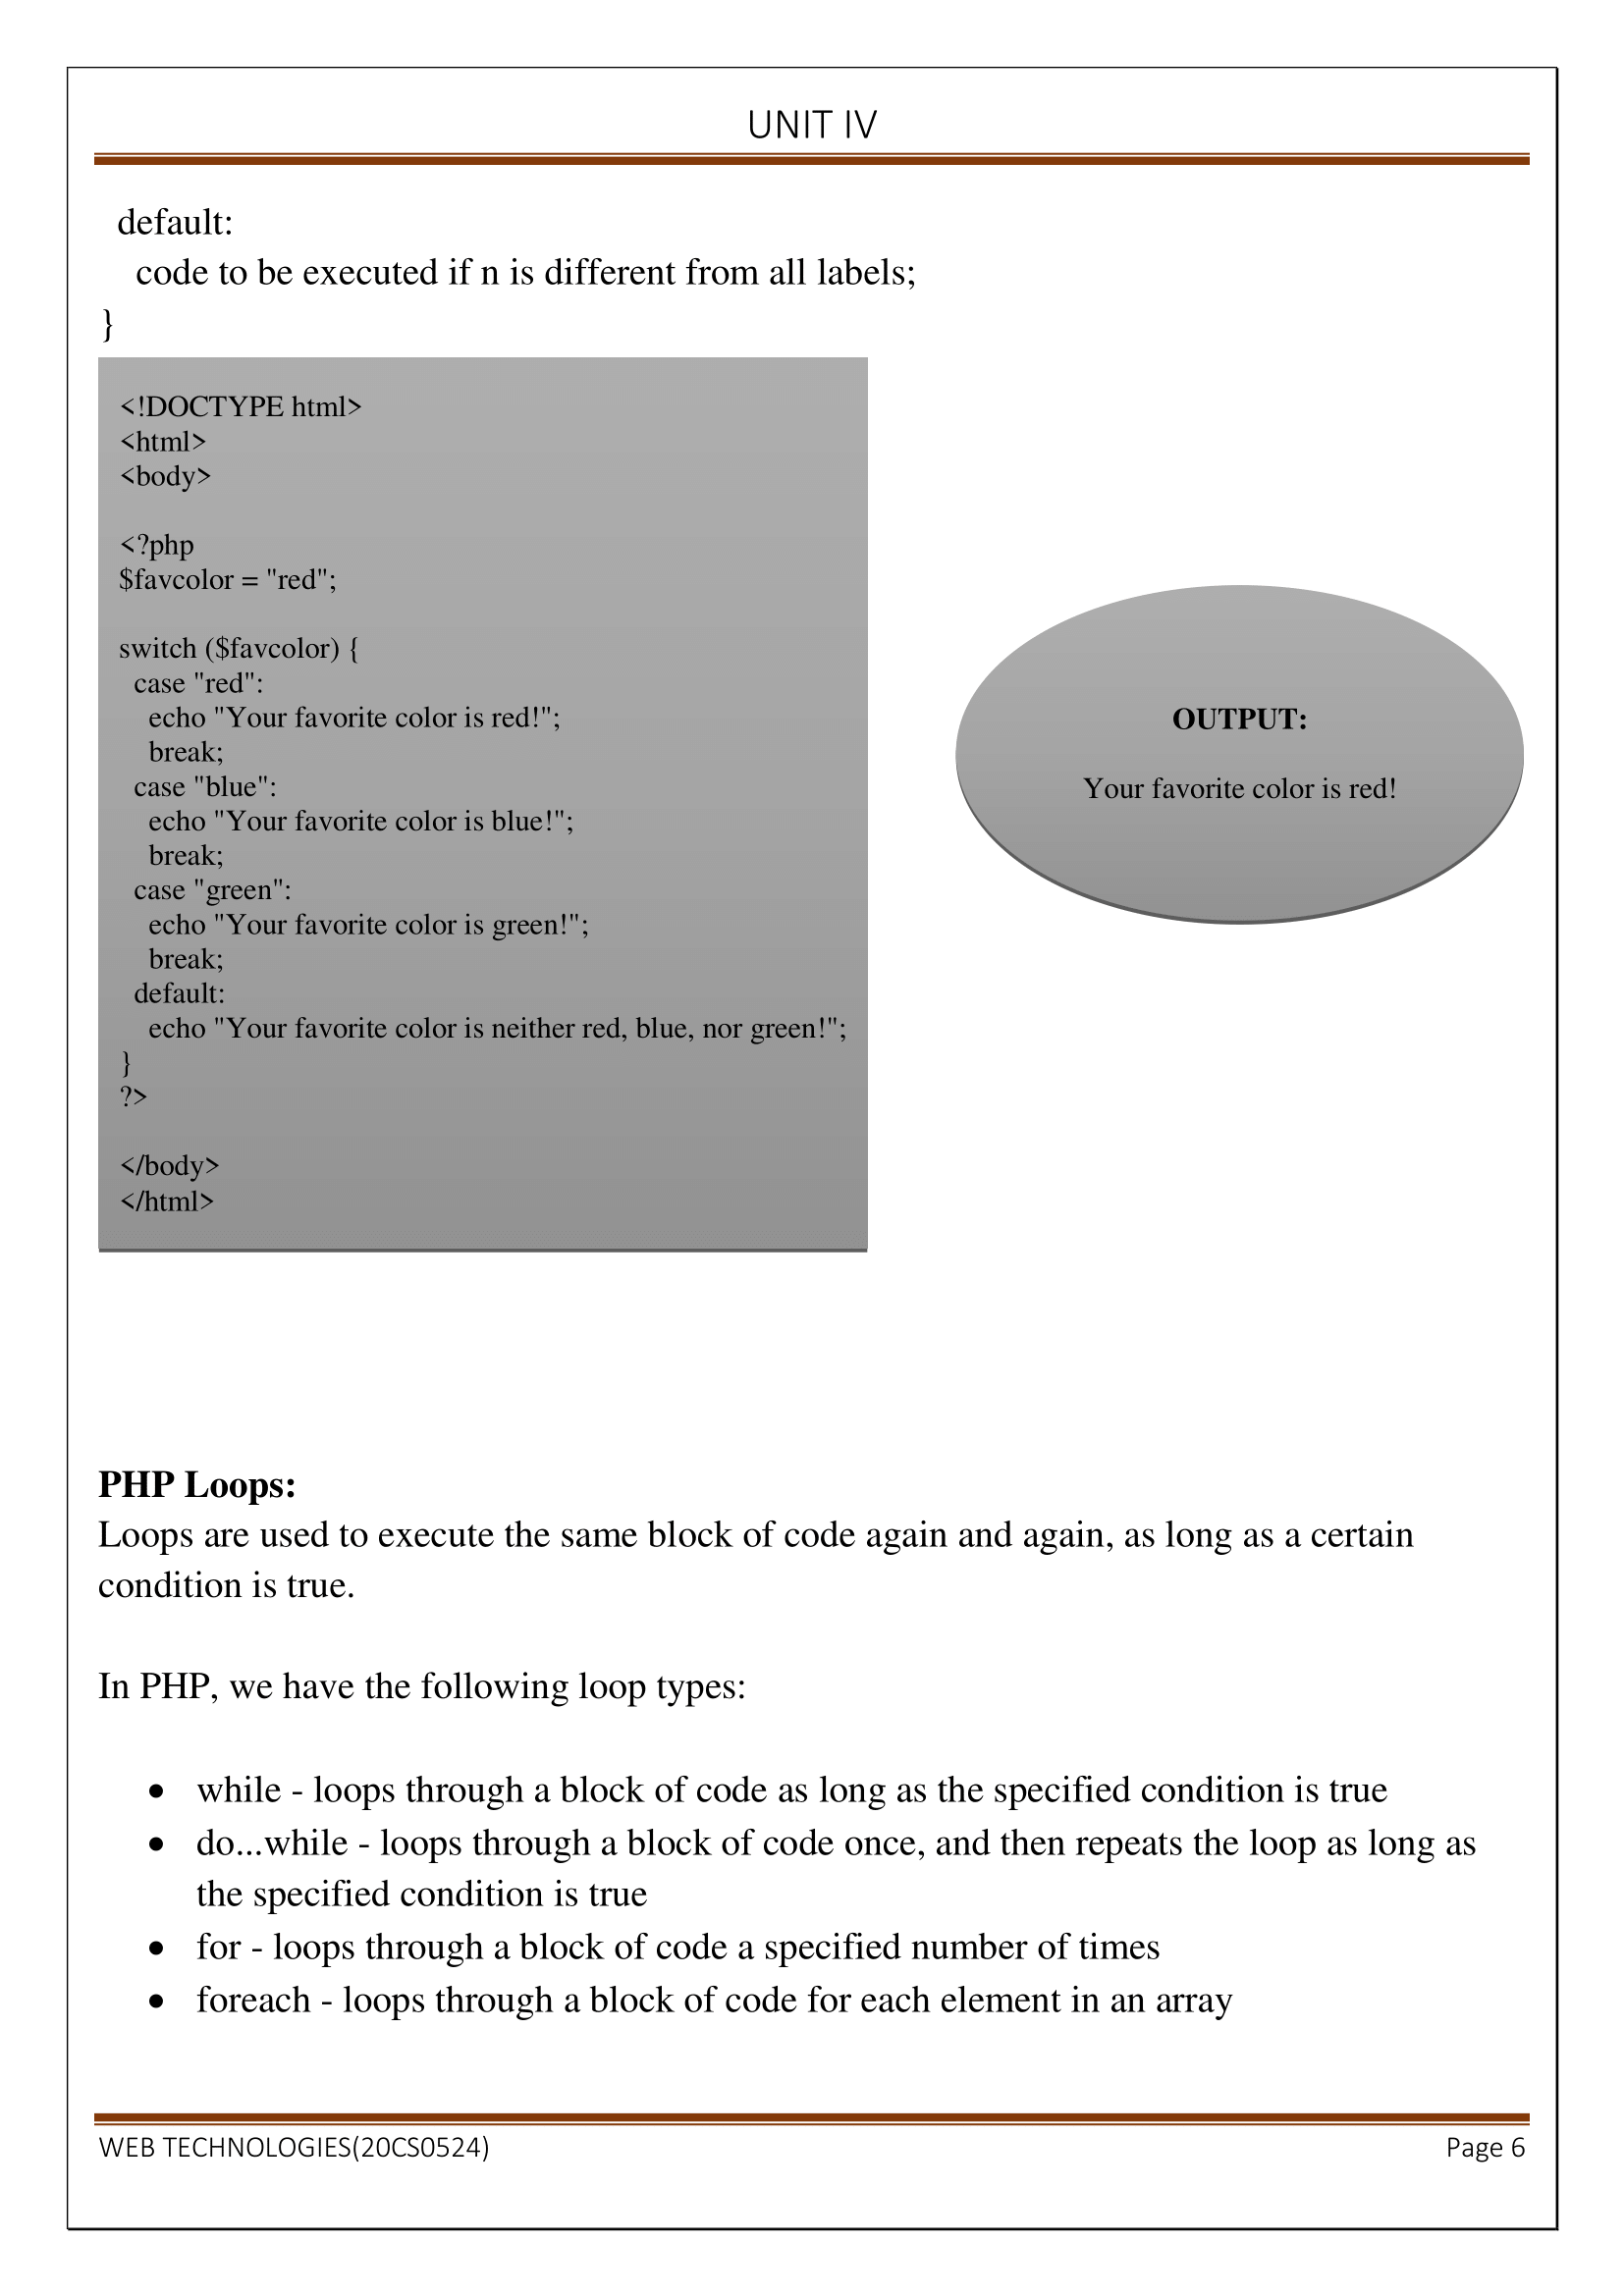 UNIT IV
default:
code to be executed if n is different from all labels;
}
<!DOCTYPE html>
<html>
<body>
<?php
$favcolor = "red";
switch ($favcolor) {
case "red":
echo "Your favorite color is red!";
break;
case "blue":
echo "Your favorite color is blue!";
break;
case "green":
echo "Your favorite color is green!";
break;
default:
echo "Your favorite color is neither red, blue, nor green!";
}
?>
</body>
</html>
OUTPUT:
Your favorite color is red!
PHP Loops:
Loops are used to execute the same block of code again and again, as long as a certain
condition is true.
In PHP, we have the following loop types:
• while - loops through a block of code as long as the specified condition is true
• do...while - loops through a block of code once, and then repeats the loop as long as
the specified condition is true
• for - loops through a block of code a specified number of times
• foreach - loops through a block of code for each element in an array
WEB TECHNOLOGIES(20CS0524)
Page 6